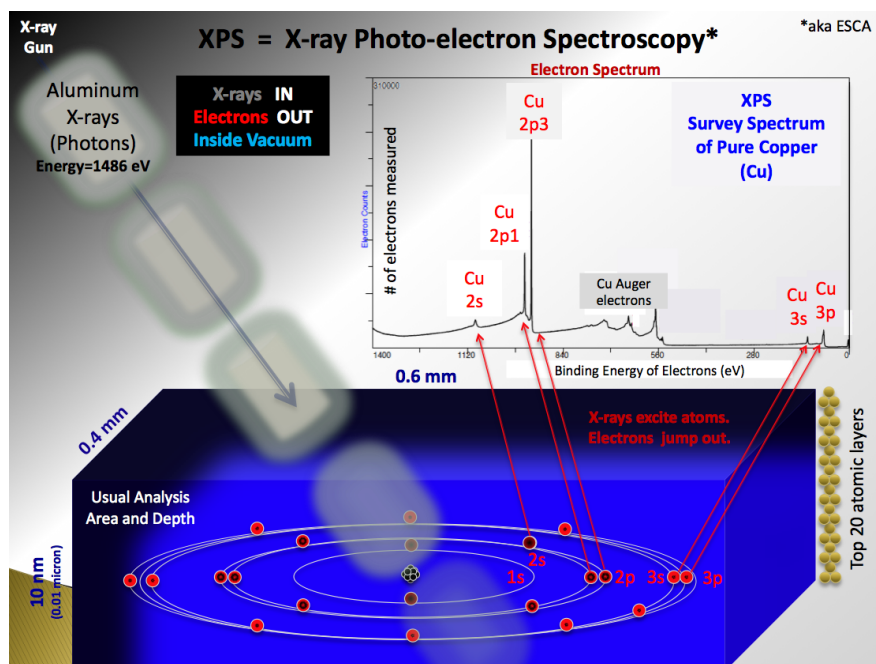 X-ray
Gun
XPS = X-ray Photo-electron Spectroscopy*
*aka ESCA
Aluminum
X-rays
(Photons)
Energy=1486 eV
X-rays IN
Electrons OUT
Inside Vacuum
Electron Spectrum
310000
Electron Counts
# of electrons measured
Cu
2p3
Cu
2p1
Cu
2s
Cu Auger
electrons
Cu
3s
Cu
3p
XPS
Survey Spectrum
of Pure Copper
(Cu)
1400
1120
840
560
280
0
Binding Energy of Electrons (eV)
0.6 mm
0.4 mm
X-rays excite atoms.
Electrons jump out.
Usual Analysis
Area and Depth
10 nm
(0.01 micron)
Top 20 atomic layers
1s
2s
2p
3s
3p